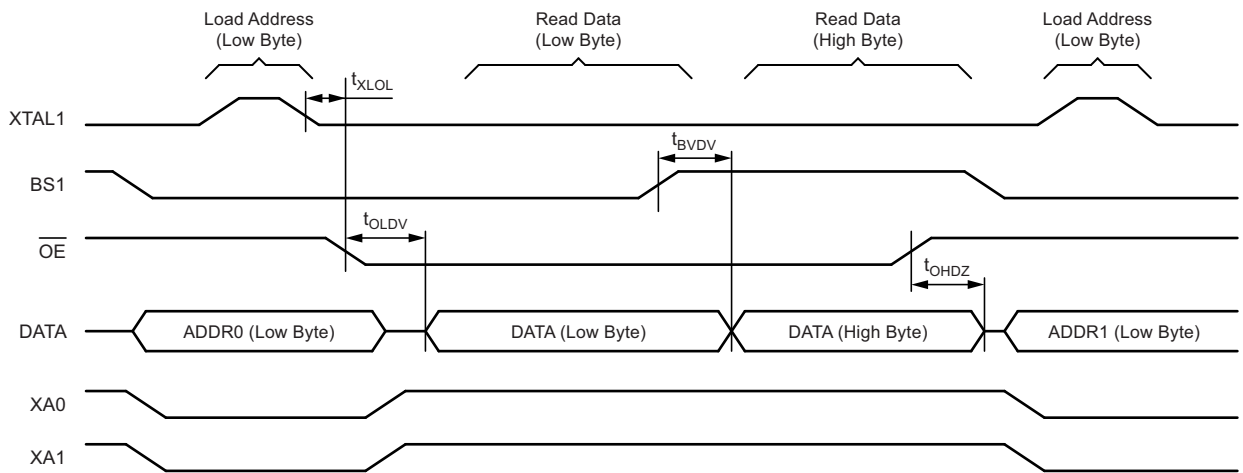 Load Address
(Low Byte)
Read Data
(Low Byte)
Read Data
(High Byte)
Load Address
(Low Byte)
tXLOL
XTAL1
tBVDV
BS1
tOLDV
OE
tOHDZ
DATA
ADDR0 (Low Byte)
DATA (Low Byte)
DATA (High Byte)
ADDR1 (Low Byte)
XA0
XA1